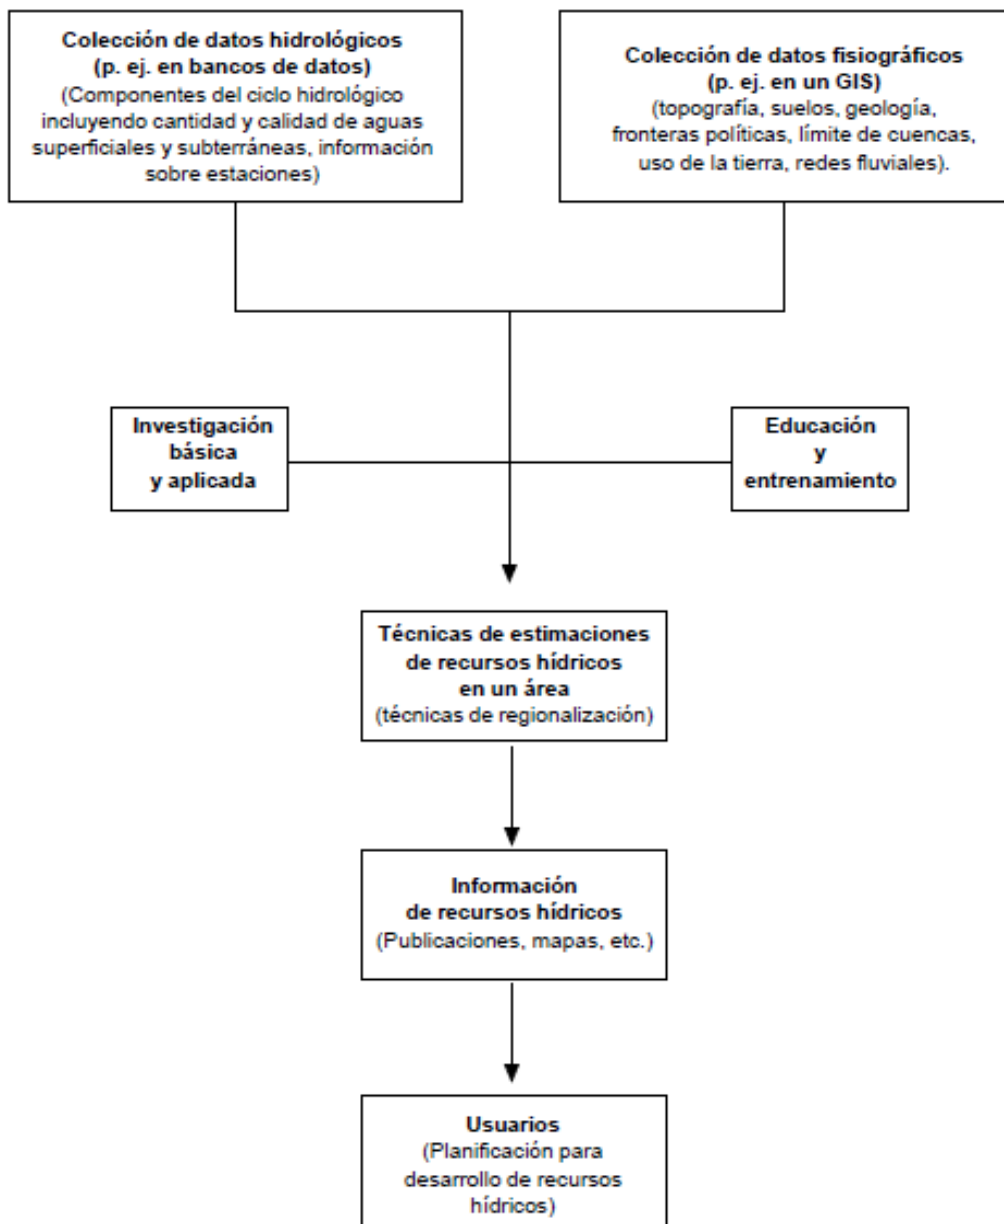 Colección de datos hidrológicos
(p. ej. en bancos de datos)
(Componentes del ciclo hidrológico
incluyendo cantidad y calidad de aguas
superficiales y subterráneas, información
sobre estaciones)
Colección de datos fisiográficos
(p. ej. en un GIS)
(topografía, suelos, geología,
fronteras políticas, límite de cuencas,
uso de la tierra, redes fluviales).
Investigación
básica
y aplicada
Educación
y
entrenamiento
Técnicas de estimaciones
de recursos hídricos
en un área
(técnicas de regionalización)
Información
de recursos hídricos
(Publicaciones, mapas, etc.)
Usuarios
(Planificación para
desarrollo de recursos
hídricos)